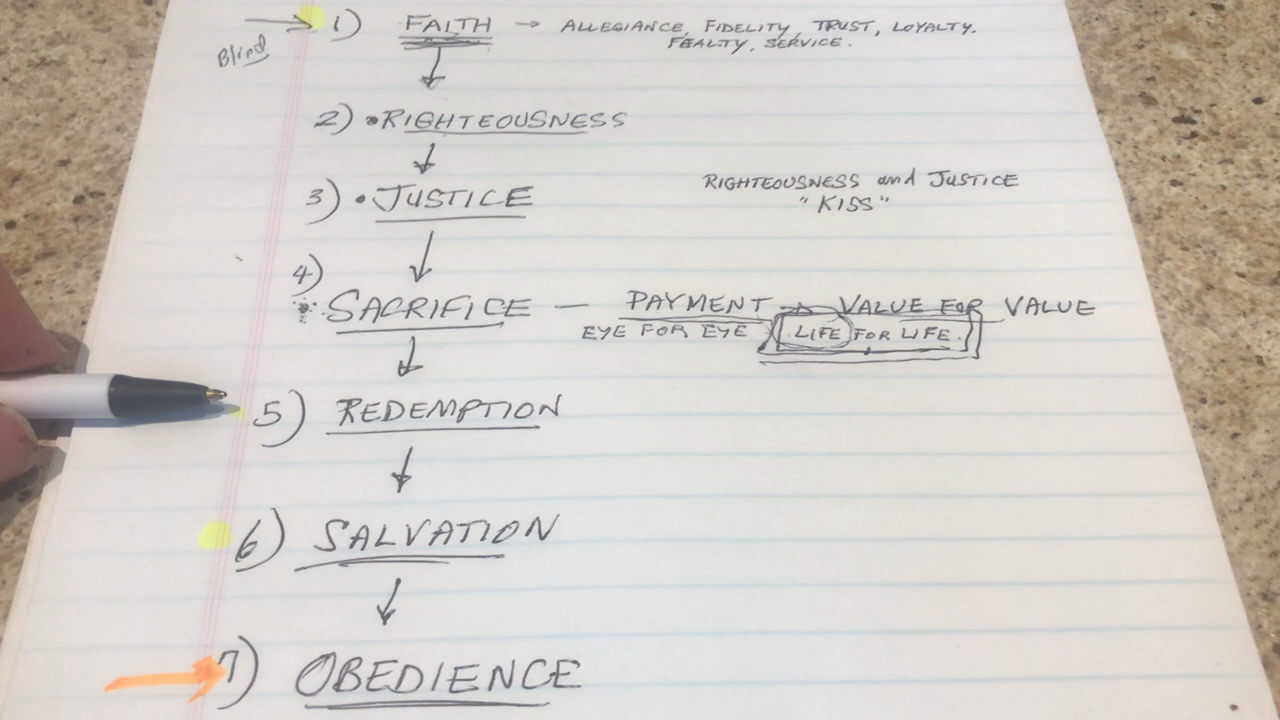 1) FAITH → ALLEGIANCE, FIDELITY, TRUST, LOYALTY.
FEALTY, SERVICE.
Blind
2) • RIGHTEOUSNESS
3) • JUSTICE
RIGHTEOUSNESS and JUSTICE
"KISS"
4)
SACRIFICE — PAYMENT — VALUE FOR VALUE
EYE FOR EYE LIFE FOR LIFE.
5) REDEMPTION
6) SALVATION
7) OBEDIENCE